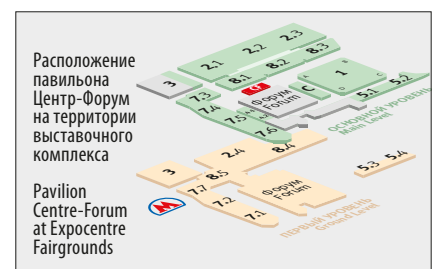 Расположение
павильона
Центр-Форум
на территории
выставочного
комплекса
Pavilion
Centre-Forum
at Expocentre
Fairgrounds
2.1 2.2 2.3
3 8.1 8.2 8.3
7.3 Форум C 1 5.1 5.2
7.4 Forum
7.5
7.6
ОСНОВНОЙ УРОВЕНЬ
Main Level
2.4 8.4
3 8.5 5.3 5.4
7.7 Форум
7.2 Forum
7.1
ПЕРВЫЙ УРОВЕНЬ
Ground Level
М